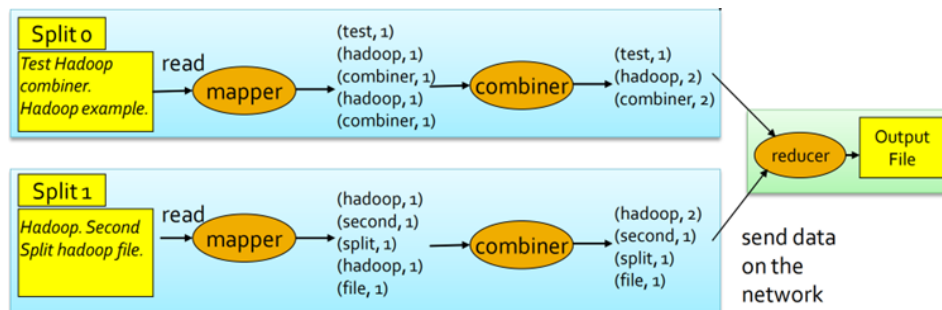 Split 0
Test Hadoop
combiner.
Hadoop example.
read
mapper
(test, 1)
(hadoop, 1)
(combiner, 1)
(hadoop, 1)
(combiner, 1)
combiner
(test, 1)
(hadoop, 2)
(combiner, 2)
Split 1
Hadoop. Second
Split hadoop file.
read
mapper
(hadoop, 1)
(second, 1)
(split, 1)
(hadoop, 1)
(file, 1)
combiner
(hadoop, 2)
(second, 1)
(split, 1)
(file, 1)
reducer
Output
File
send data
on the
network